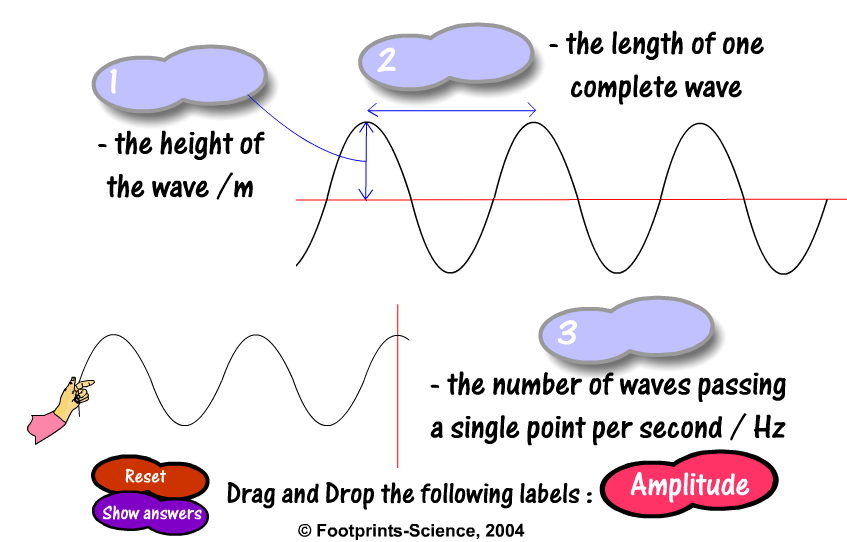 1
- the height of
the wave /m
2
- the length of one
complete wave
3
- the number of waves passing
a single point per second / Hz
Reset
Show answers
Drag and Drop the following labels :
Amplitude
© Footprints-Science, 2004